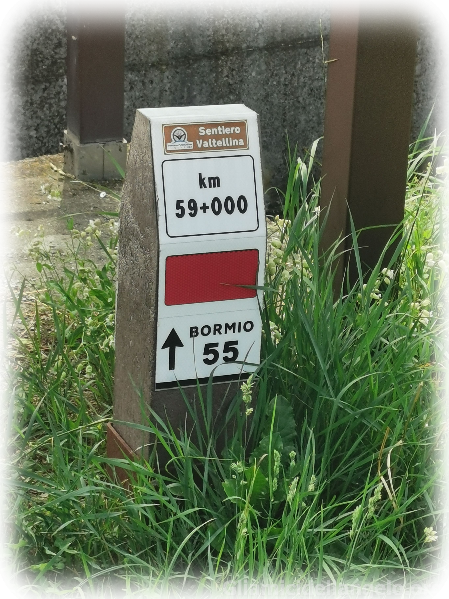 Sentiero
Valtellina
km
59+000
BORMIO
55